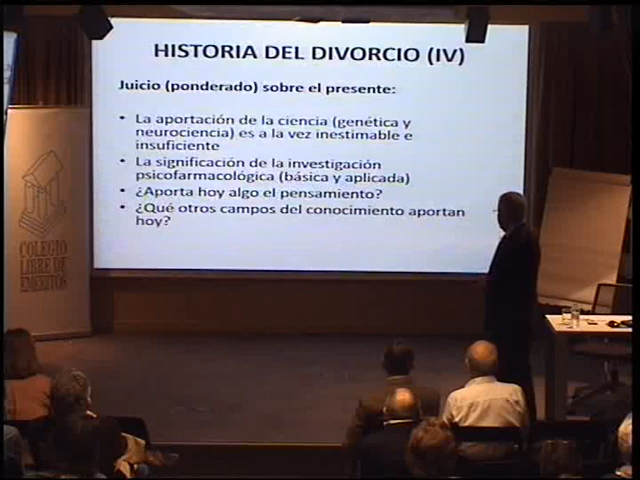 HISTORIA DEL DIVORCIO (IV)
Juicio (ponderado) sobre el presente:
• La aportación de la ciencia (genética y
neurociencia) es a la vez inestimable e
insuficiente
• La significación de la investigación
psicofarmacológica (básica y aplicada)
• ¿Aporta hoy algo el pensamiento?
• ¿Qué otros campos del conocimiento aportan
hoy?
COLEGIO
LIBRE DE
EMÉRITOS